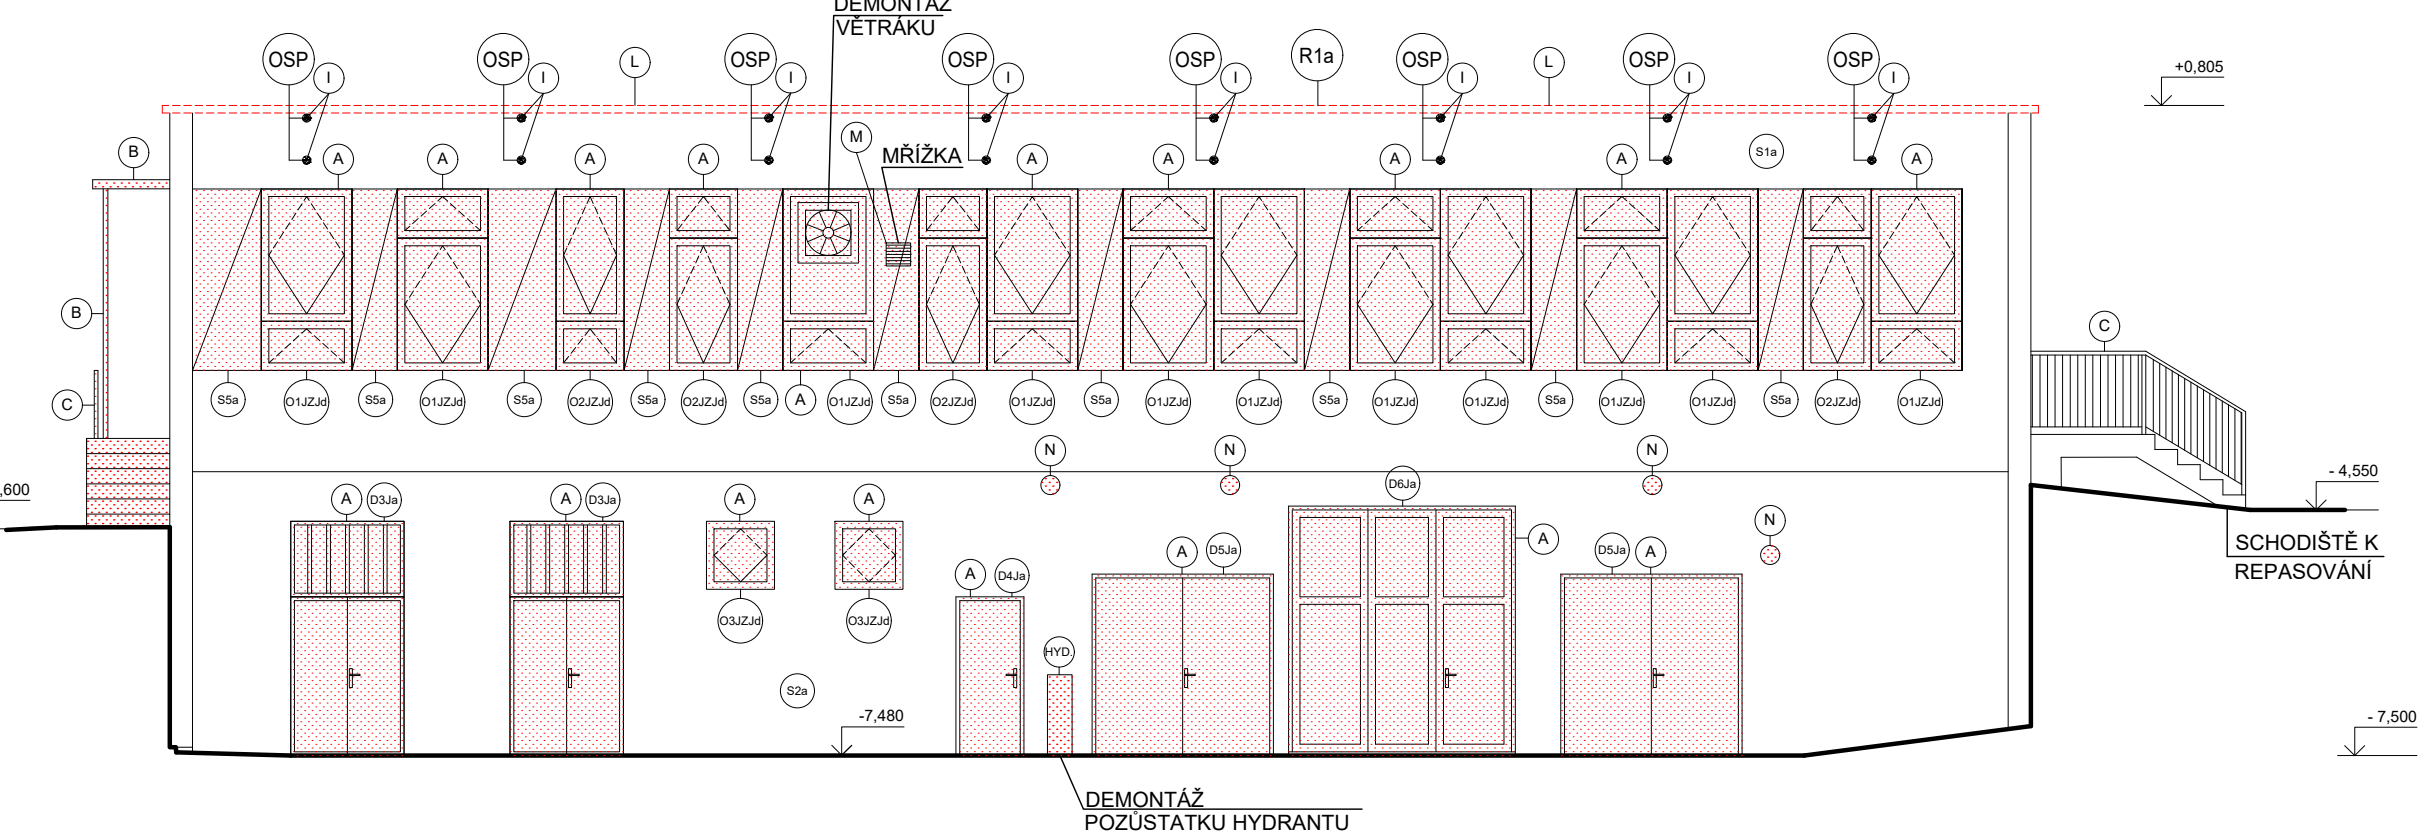 DEMONTÁŽ
VĚTRÁKU
OSP I OSP I L OSP I OSP I OSP I R1a OSP I L OSP I OSP I
+0,805
B A A A A M MŘÍŽKA A A A A S1a A
B
C
C
S5a O1JZJd S5a O1JZJd S5a O2JZJd S5a O2JZJd S5a A O1JZJd S5a O2JZJd O1JZJd S5a O1JZJd O1JZJd S5a O1JZJd O1JZJd S5a O1JZJd O1JZJd S5a O2JZJd O1JZJd
N N N
- 4,550
,600
A D3Ja A D3Ja A A D6Ja
N
A
SCHODIŠTĚ K
REPASOVÁNÍ
A D4Ja A D5Ja D5Ja A
O3JZJd O3JZJd
HYD.
S2a
-7,480
- 7,500
DEMONTÁŽ
POZŮSTATKU HYDRANTU